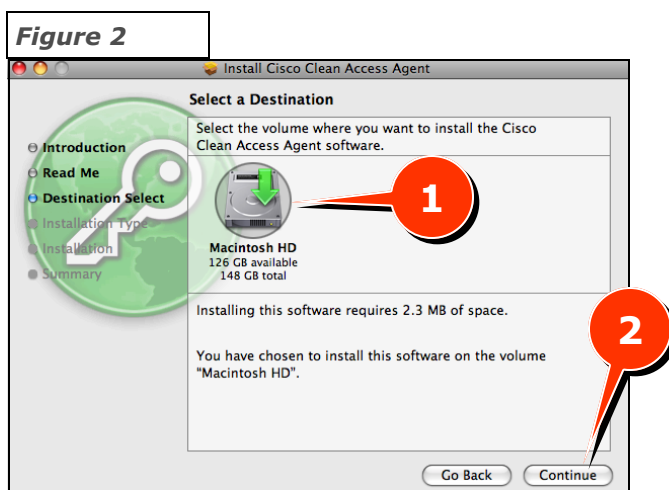 Figure 2
Install Cisco Clean Access Agent
Select a Destination
Introduction
Read Me
Destination Select
Installation Type
Installation
Summary
Select the volume where you want to install the Cisco
Clean Access Agent software.
1
Macintosh HD
126 GB available
148 GB total
Installing this software requires 2.3 MB of space.
2
You have chosen to install this software on the volume
"Macintosh HD".
Go Back
Continue